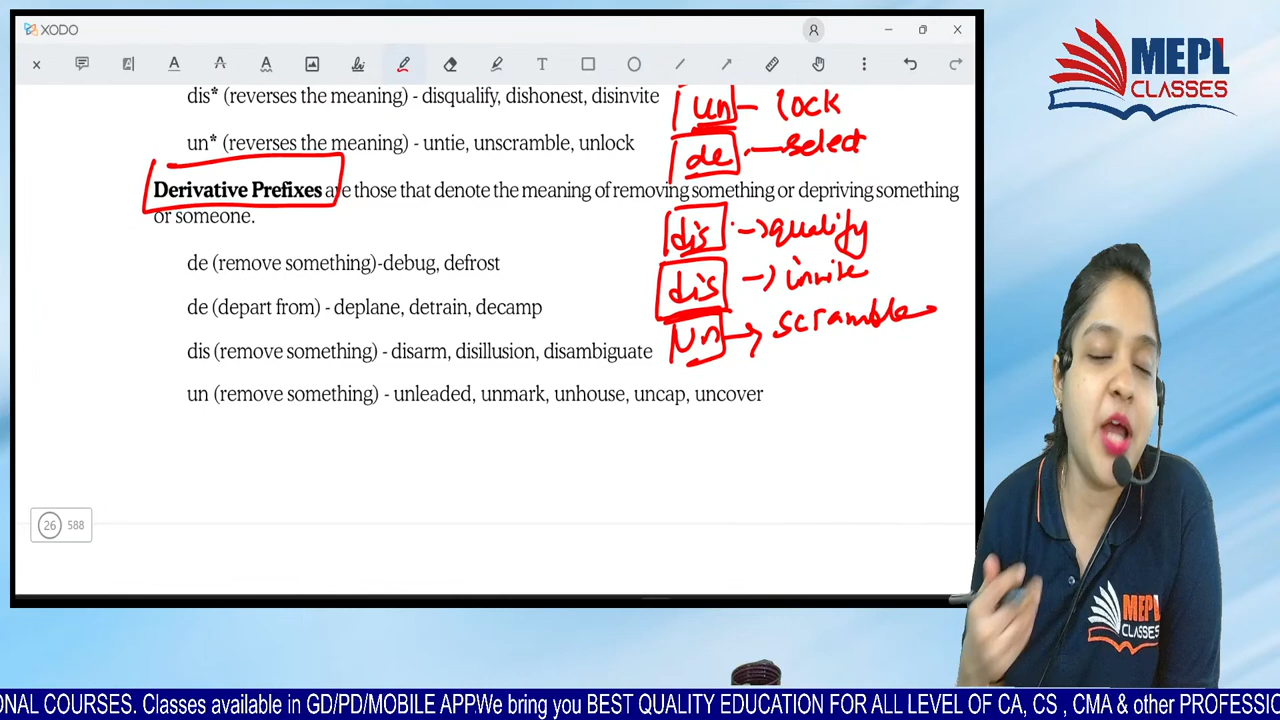 XODO
MEPL
CLASSES
dis* (reverses the meaning) - disqualify, dishonest, disinvite
un - lock
un* (reverses the meaning) - untie, unscramble, unlock
de - select
Derivative Prefixes are those that denote the meaning of removing something or depriving something
or someone.
dis -> qualify
de (remove something)-debug, defrost
dis -> invite
de (depart from) - deplane, detrain, decamp
un -> scramble
dis (remove something) - disarm, disillusion, disambiguate
un (remove something) - unleaded, unmark, unhouse, uncap, uncover
26 588
MEPL
CLASSES
ONAL COURSES. Classes available in GD/PD/MOBILE APPWe bring you BEST QUALITY EDUCATION FOR ALL LEVEL OF CA, CS , CMA & other PROFESSI